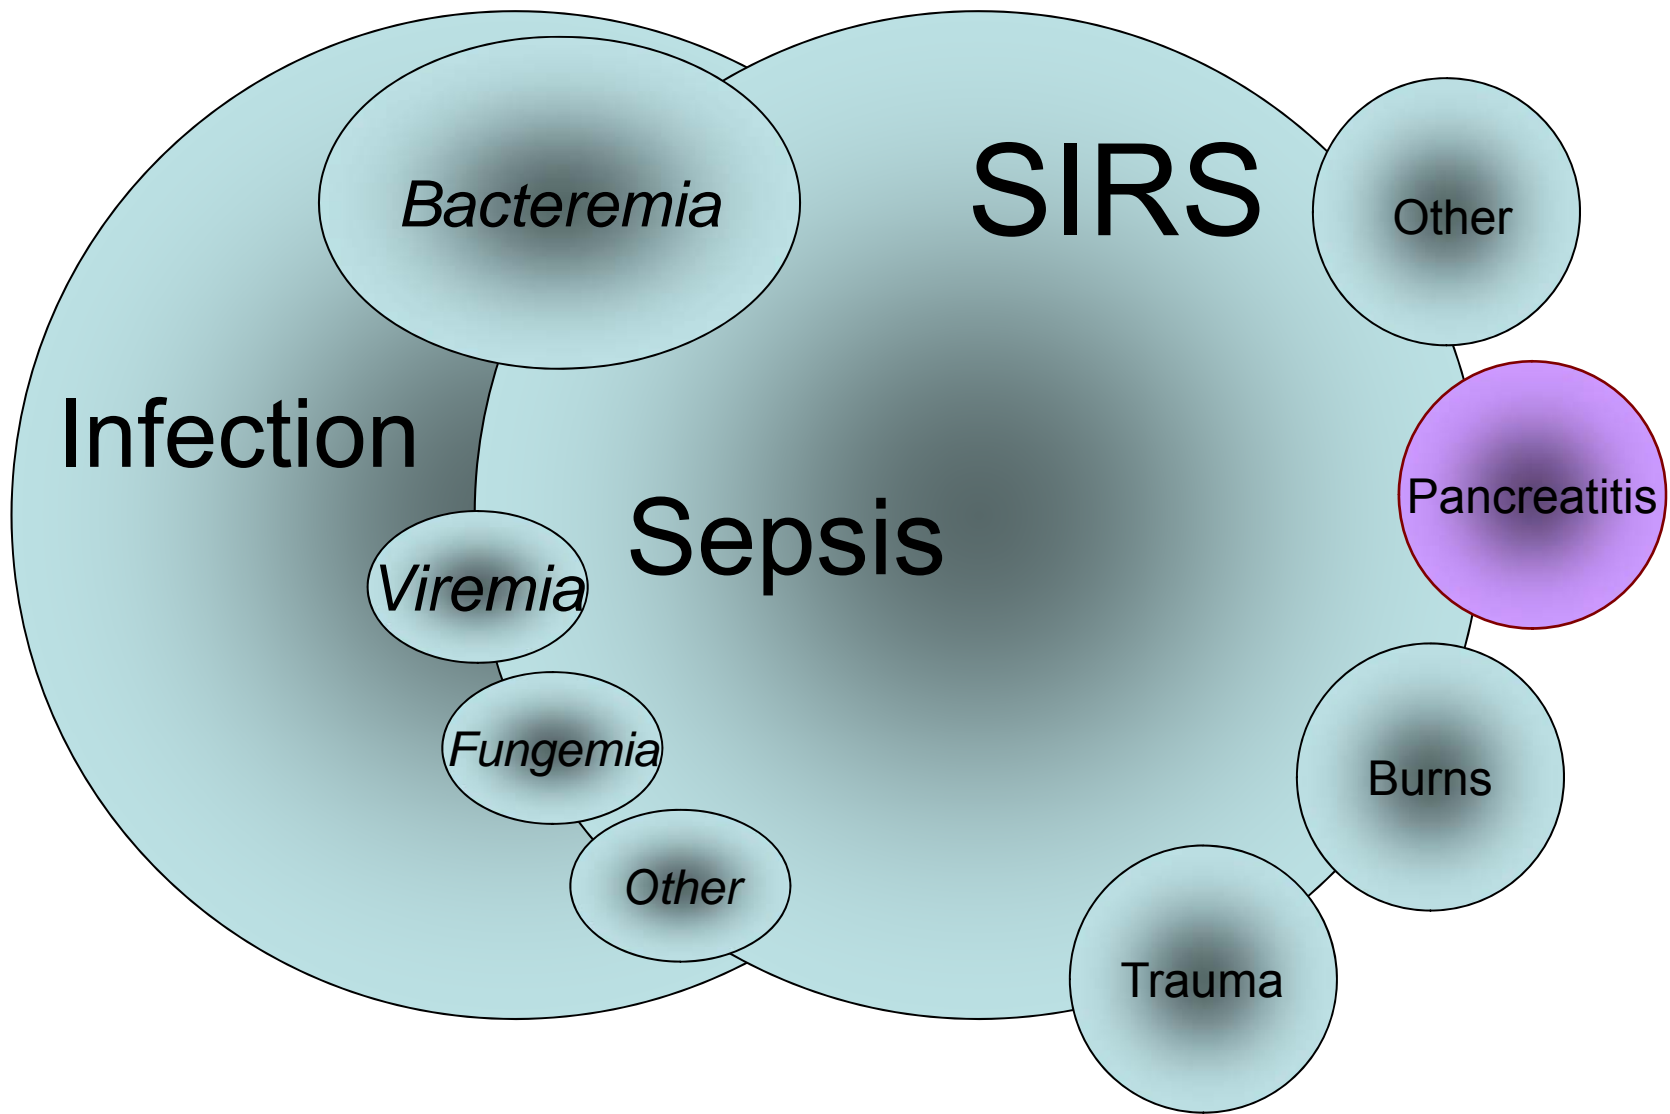 Bacteremia
SIRS
Other
Infection
Sepsis
Pancreatitis
Viremia
Fungemia
Burns
Other
Trauma